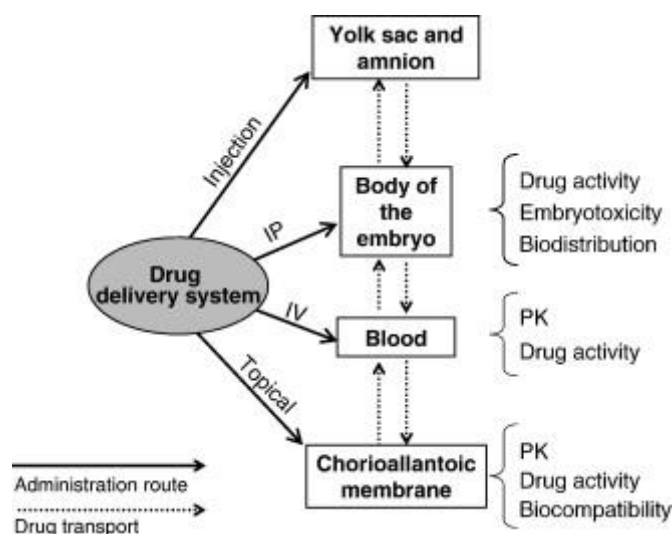 Yolk sac and
amnion
Injection
Body of
the
embryo
Drug activity
Embryotoxicity
Biodistribution
IP
Drug
delivery system
IV
Blood
PK
Drug activity
Topical
Chorioallantoic
membrane
PK
Drug activity
Biocompatibility
Administration route
Drug transport